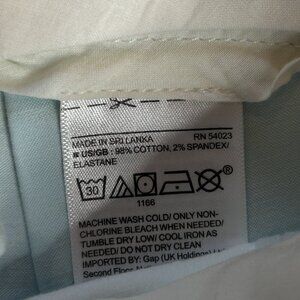 MADE IN SRI LANKA RN 54023
■ US/GB : 98% COTTON, 2% SPANDEX/
ELASTANE
30 ®
1166
MACHINE WASH COLD/ ONLY NON-
CHLORINE BLEACH WHEN NEEDED/
TUMBLE DRY LOW/ COOL IRON AS
NEEDED/ DO NOT DRY CLEAN
IMPORTED BY: Gap (UK Holdings)
Second Floor,